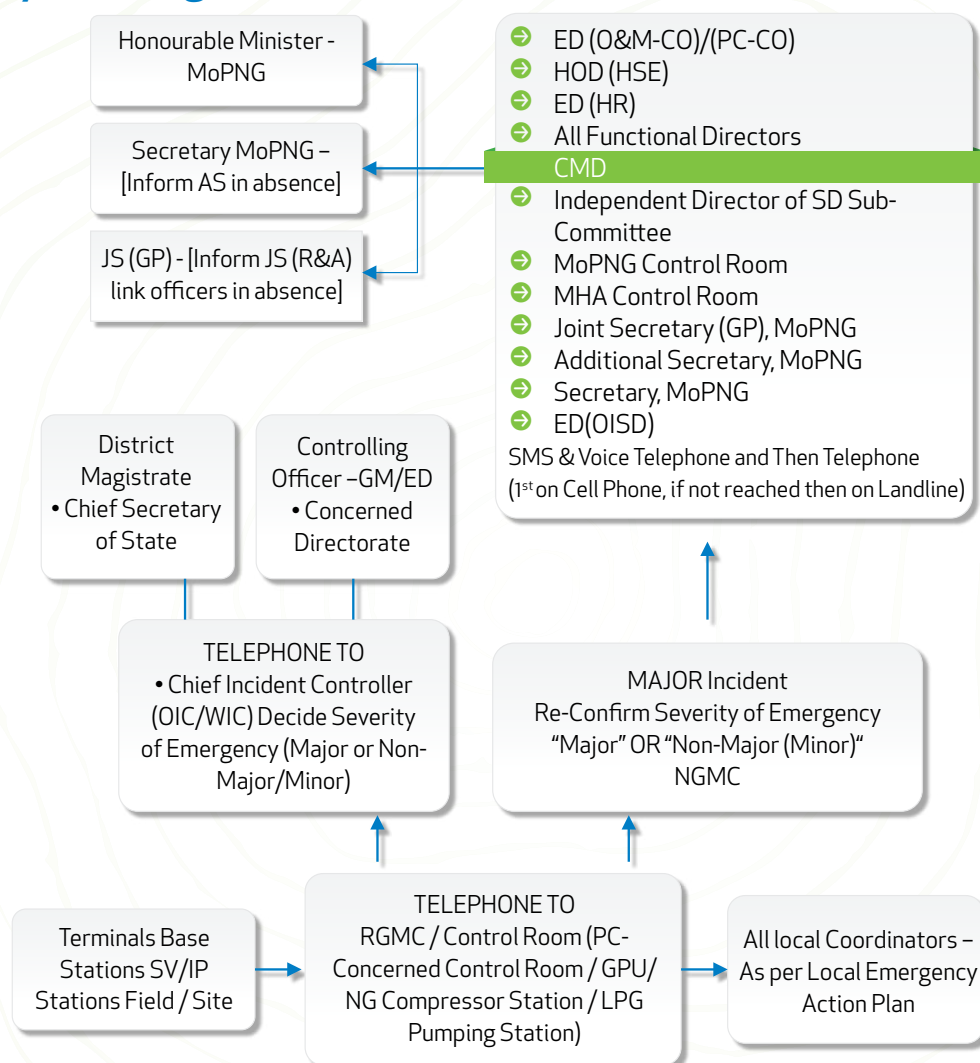 Honourable Minister -
MoPNG
Secretary MoPNG –
[Inform AS in absence]
JS (GP) - [Inform JS (R&A)
link officers in absence]
ED (O&M-CO)/(PC-CO)
HOD (HSE)
ED (HR)
All Functional Directors
CMD
Independent Director of SD Sub-
Committee
MoPNG Control Room
MHA Control Room
Joint Secretary (GP), MoPNG
Additional Secretary, MoPNG
Secretary, MoPNG
ED(OISD)
SMS & Voice Telephone and Then Telephone
(1st on Cell Phone, if not reached then on Landline)
District
Magistrate
• Chief Secretary
of State
Controlling
Officer –GM/ED
• Concerned
Directorate
TELEPHONE TO
• Chief Incident Controller
(OIC/WIC) Decide Severity
of Emergency (Major or Non-
Major/Minor)
MAJOR Incident
Re-Confirm Severity of Emergency
“Major” OR “Non-Major (Minor)“
NGMC
Terminals Base
Stations SV/IP
Stations Field / Site
TELEPHONE TO
RGMC / Control Room (PC-
Concerned Control Room / GPU/
NG Compressor Station / LPG
Pumping Station)
All local Coordinators –
As per Local Emergency
Action Plan